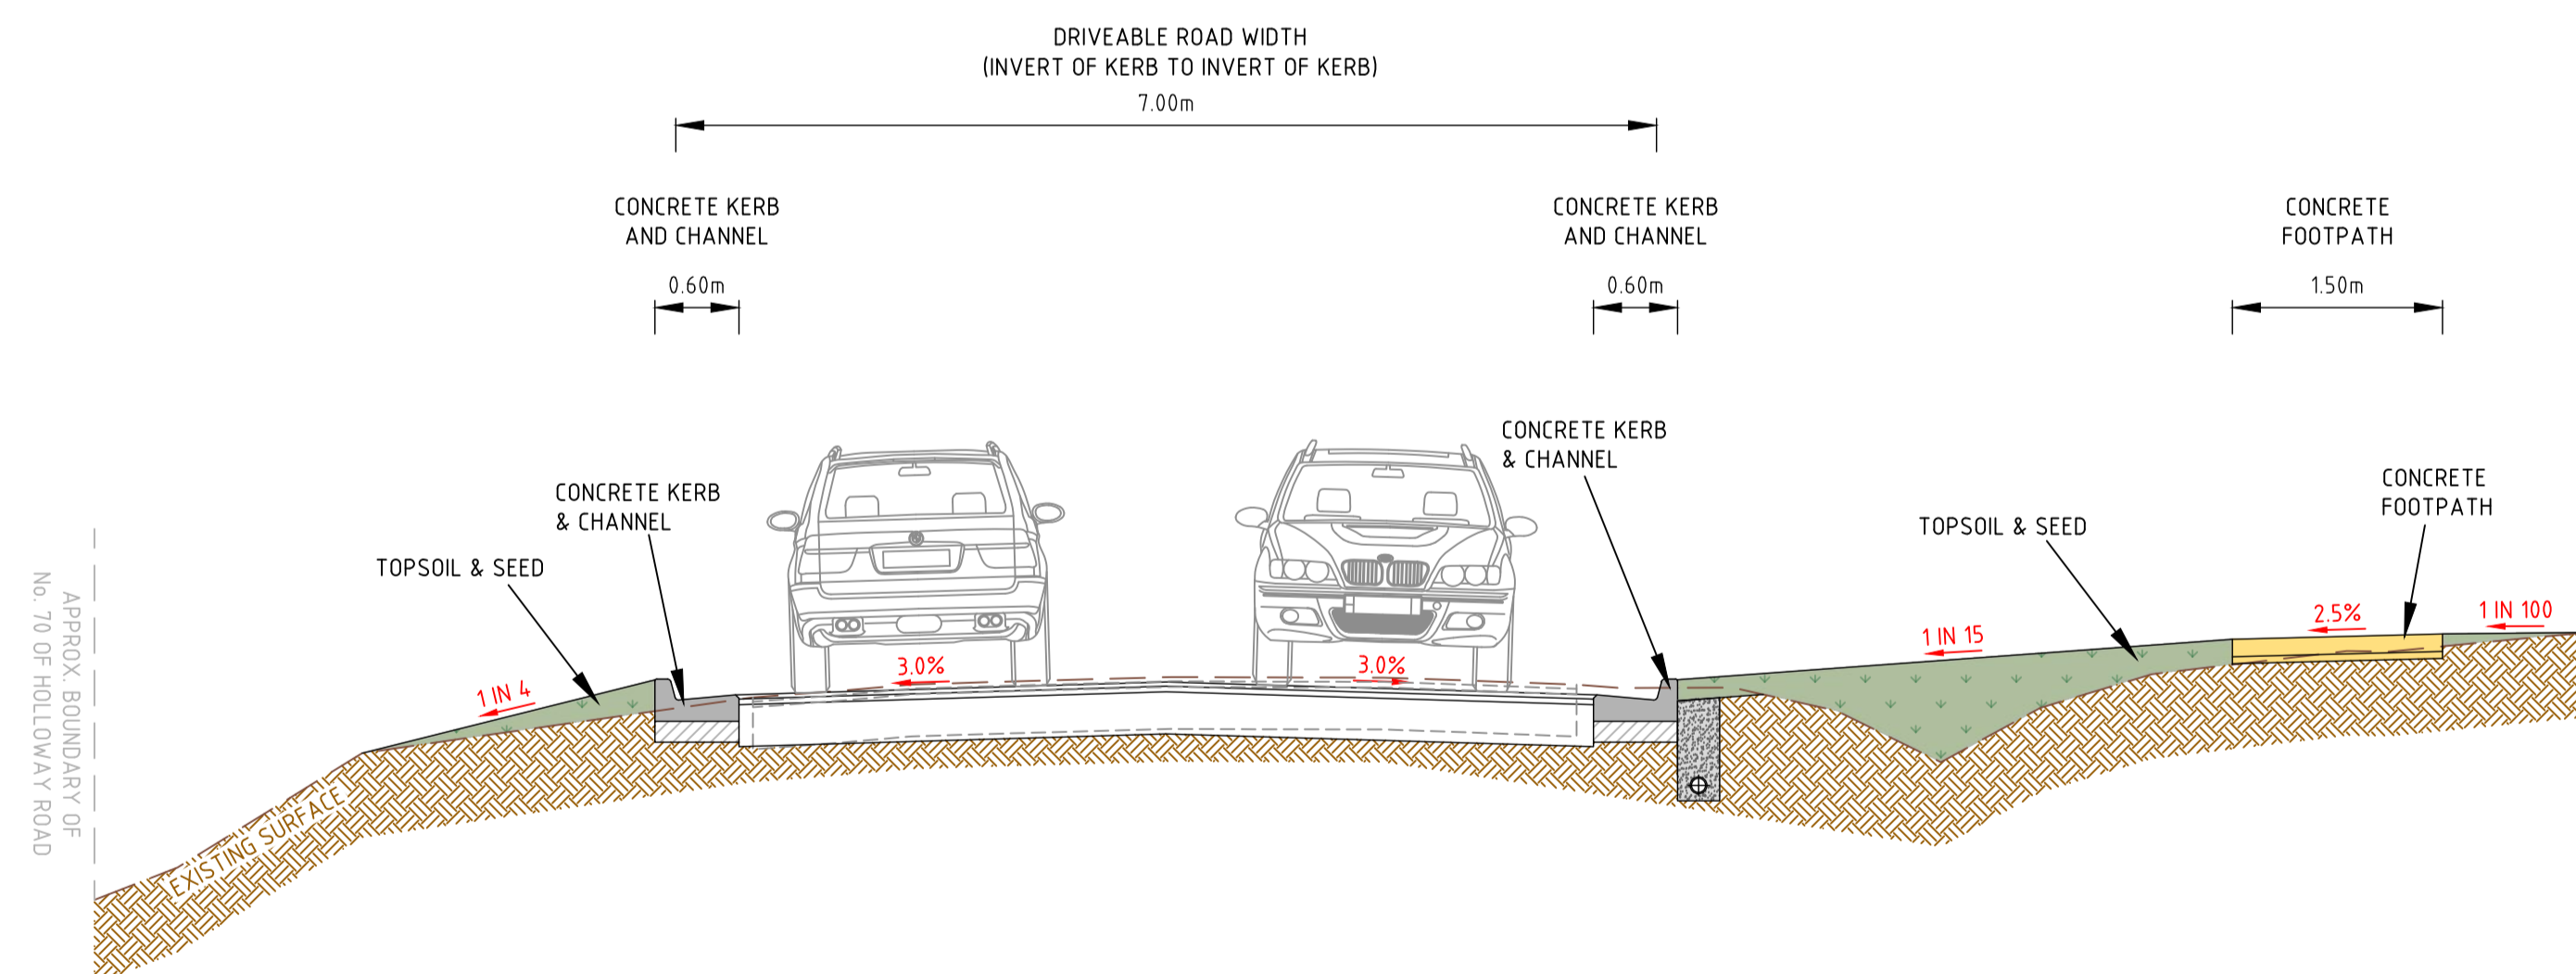 DRIVEABLE ROAD WIDTH
(INVERT OF KERB TO INVERT OF KERB)
7.00m
CONCRETE KERB
AND CHANNEL
0.60m
CONCRETE KERB
AND CHANNEL
0.60m
CONCRETE
FOOTPATH
1.50m
CONCRETE KERB
& CHANNEL
CONCRETE KERB
& CHANNEL
CONCRETE
FOOTPATH
TOPSOIL & SEED
TOPSOIL & SEED
1 IN 4
3.0%
3.0%
1 IN 15
2.5%
1 IN 100
APPROX. BOUNDARY OF
No. 70 OF HOLLOWAY ROAD
EXISTING SURFACE